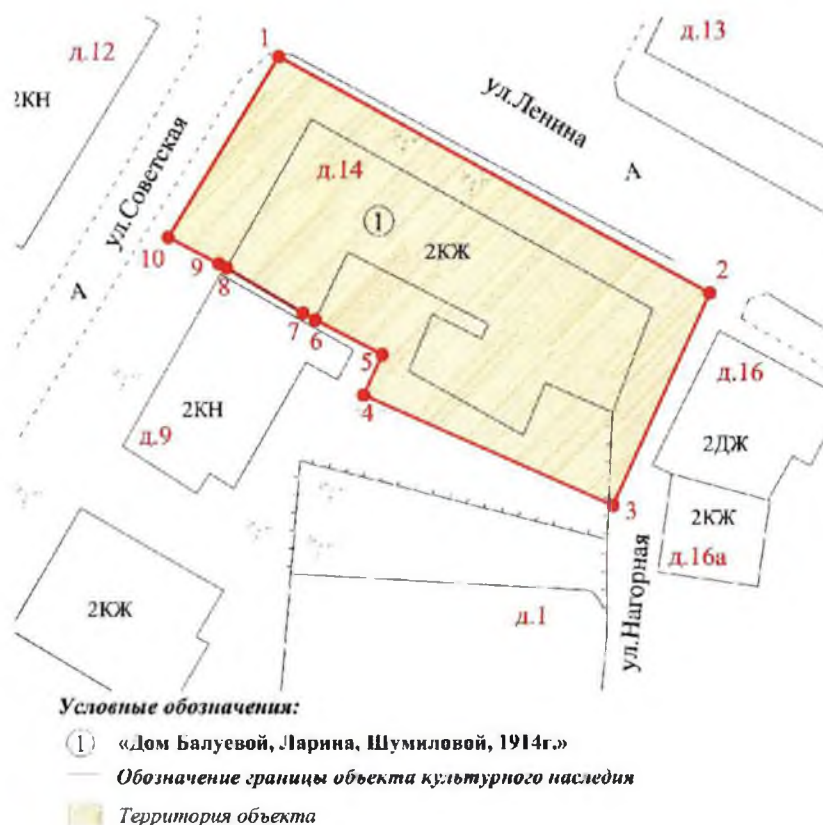 д.13
1
д.12
2КН
ул.Ленина
А
ул.Советская
д.14
1
2КЖ
10
9
8
2
А
7
6
5
4
д.16
2КН
д.9
2ДЖ
3
2КЖ
д.16а
2КЖ
д.1
ул.Нагорная
Условные обозначения:
1 «Дом Балуевой, Ларина, Шумиловой, 1914г.»
Обозначение границы объекта культурного наследия
Территория объекта